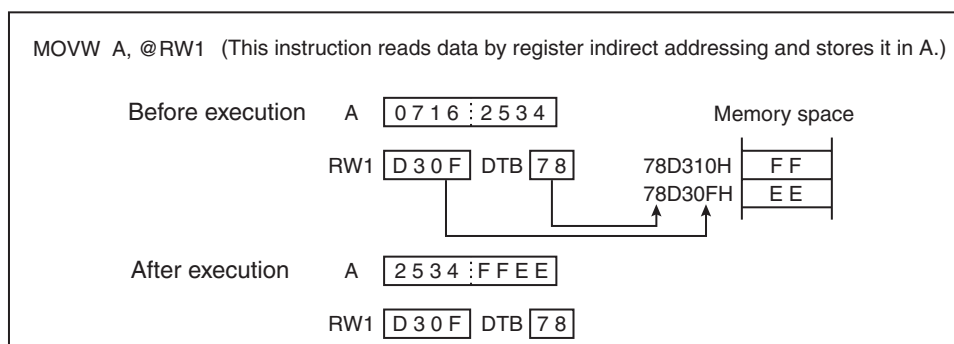 MOVW A, @RW1 (This instruction reads data by register indirect addressing and stores it in A.)
Before execution A 0716 2534 Memory space
RW1 D30F DTB 78 78D310H FF
78D30FH EE
After execution A 2534 FFEE
RW1 D30F DTB 78